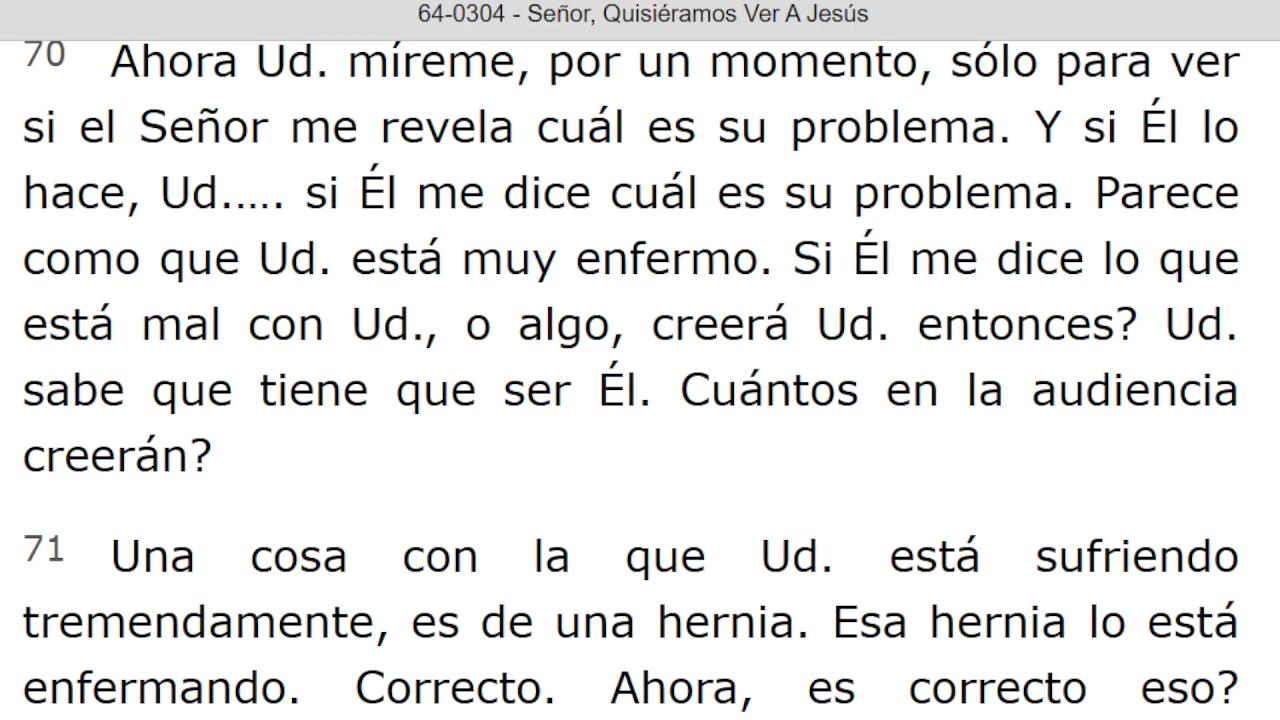 64-0304 - Señor, Quisiéramos Ver A Jesús
70 Ahora Ud. míreme, por un momento, sólo para ver
si el Señor me revela cuál es su problema. Y si Él lo
hace, Ud..... si Él me dice cuál es su problema. Parece
como que Ud. está muy enfermo. Si Él me dice lo que
está mal con Ud., o algo, creerá Ud. entonces? Ud.
sabe que tiene que ser Él. Cuántos en la audiencia
creerán?
71 Una cosa con la que Ud. está sufriendo
tremendamente, es de una hernia. Esa hernia lo está
enfermando. Correcto. Ahora, es correcto eso?